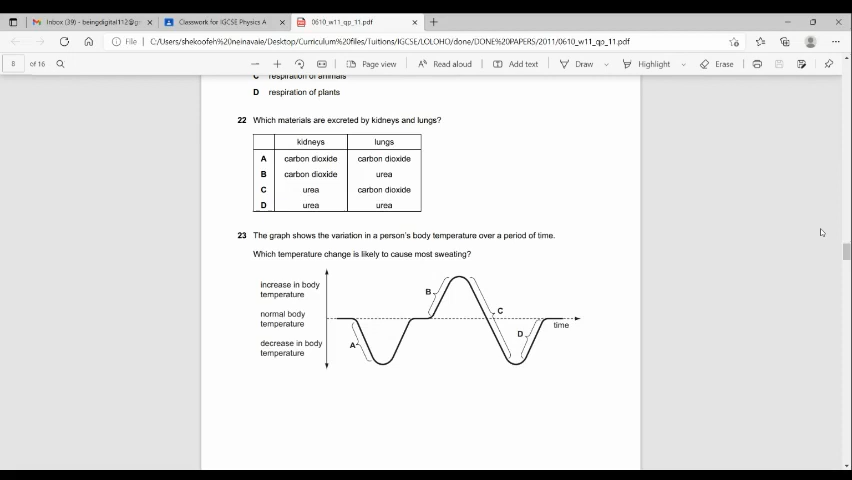 Inbox (39) - beingdigital112@g
Classwork for IGCSE Physics A
0610_w11_qp_11.pdf
File
C:/Users/shekoofeh%20neinavaie/Desktop/Curriculum%20files/Tuitions/IGCSE/LOLOHO/done/DONE%20PAPERS/2011/0610_w11_qp_11.pdf
8 of 16
Page view
Read aloud
Add text
Draw
Highlight
Erase
C respiration of animals
D respiration of plants
22 Which materials are excreted by kidneys and lungs?
kidneys lungs
A carbon dioxide carbon dioxide
B carbon dioxide urea
C urea carbon dioxide
D urea urea
23 The graph shows the variation in a person's body temperature over a period of time.
Which temperature change is likely to cause most sweating?
increase in body
temperature
normal body
temperature
decrease in body
temperature
A
B
C
D
time